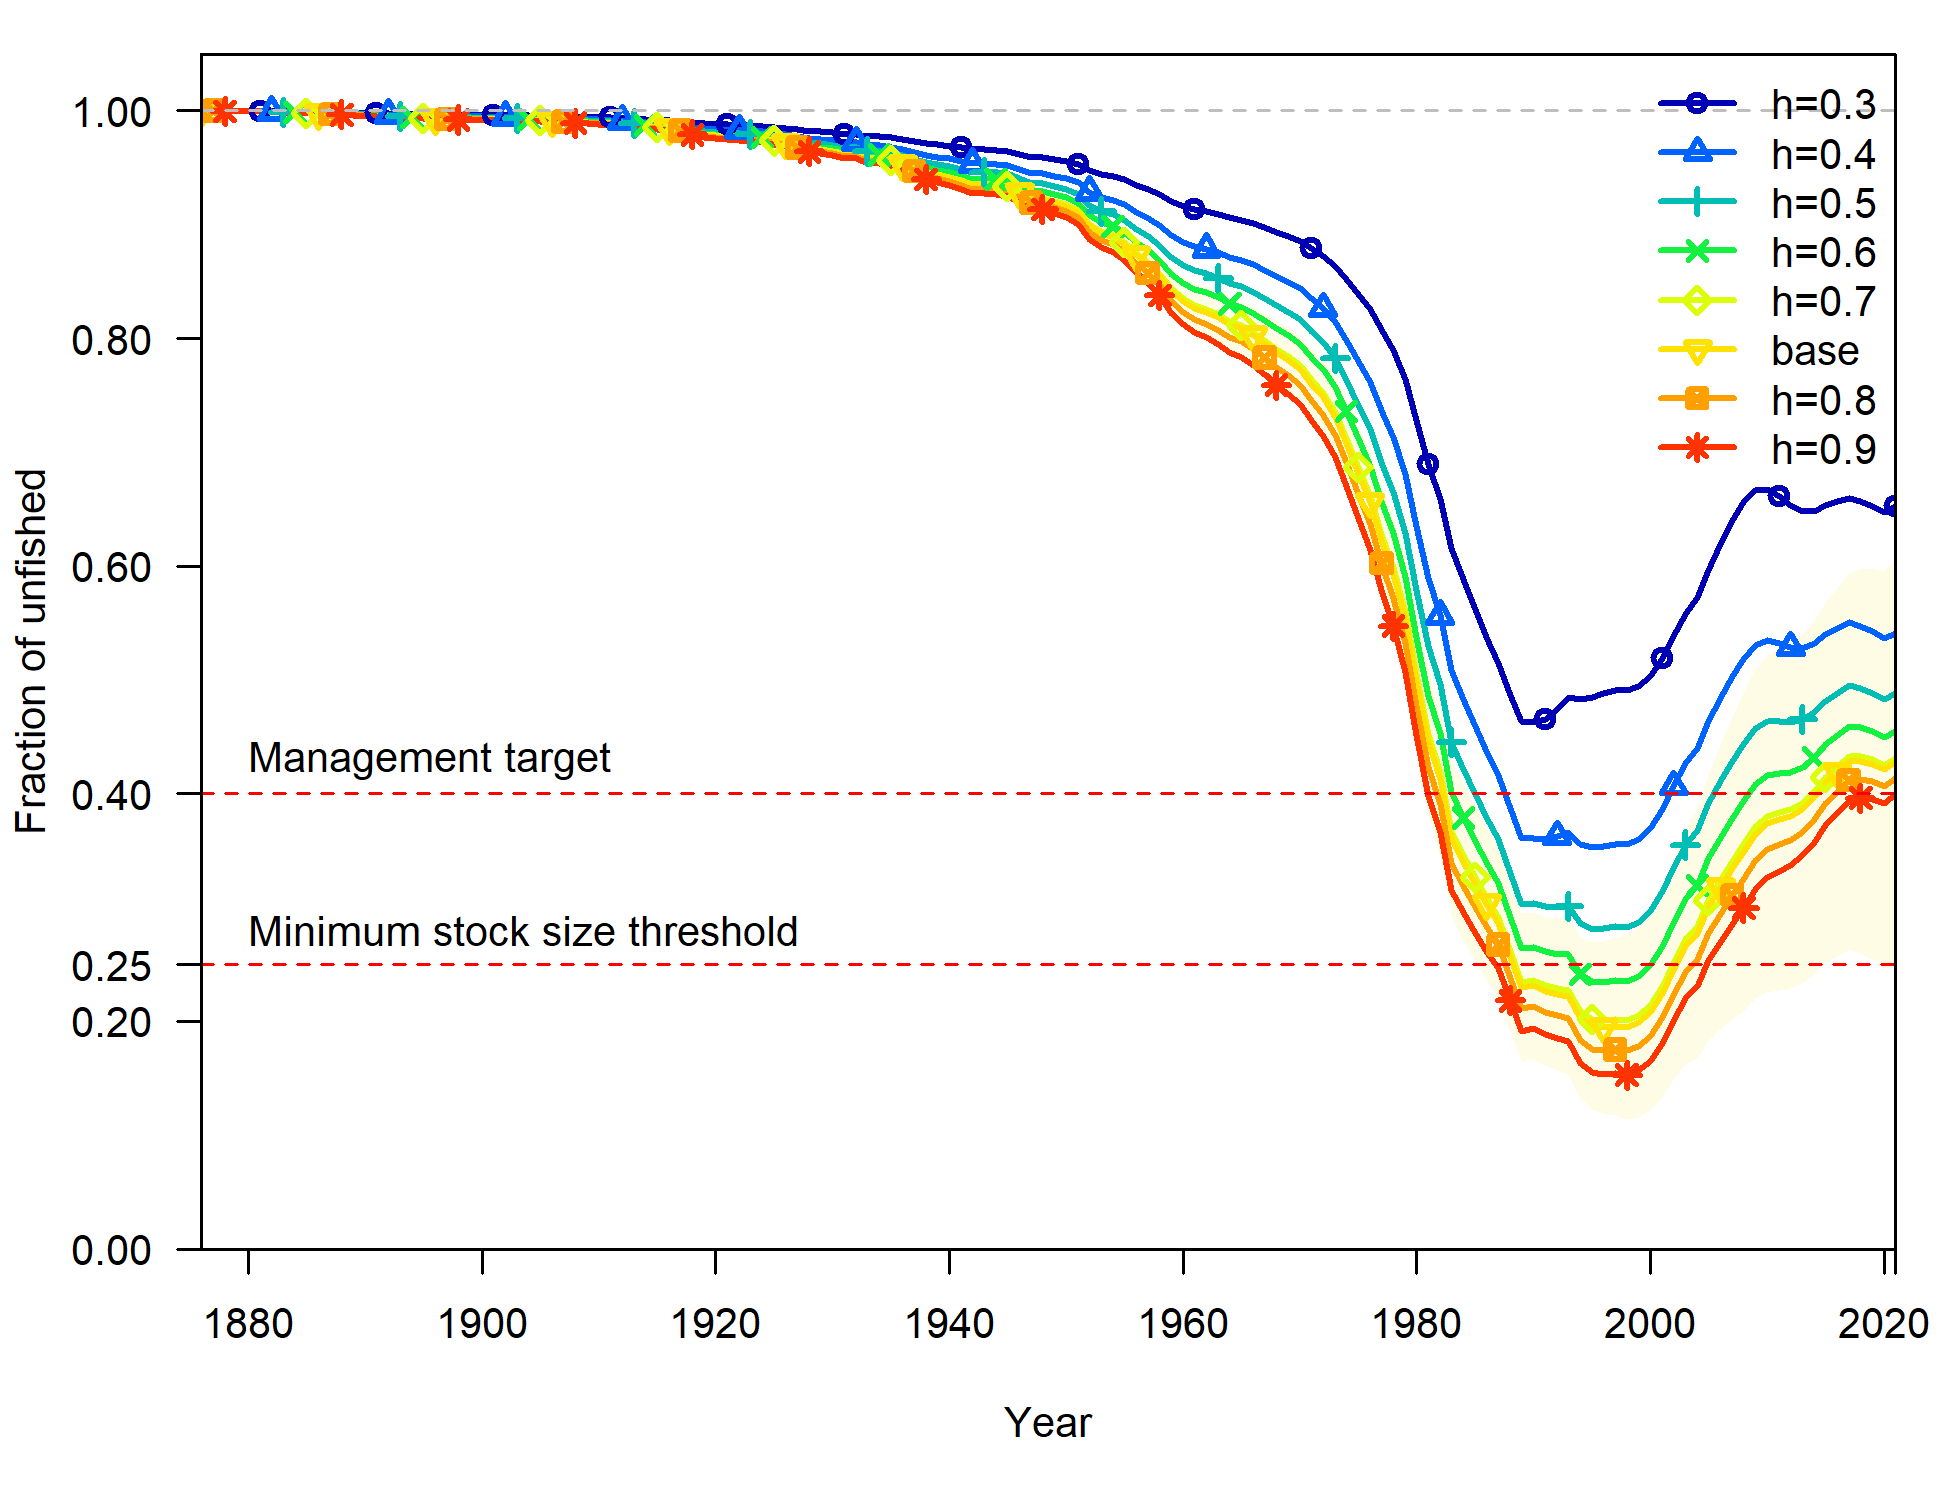 1.00
0.80
0.60
0.40
0.25
0.20
0.00
Fraction of unfished
h=0.3
h=0.4
h=0.5
h=0.6
h=0.7
base
h=0.8
h=0.9
Management target
Minimum stock size threshold
1880 1900 1920 1940 1960 1980 2000 2020
Year